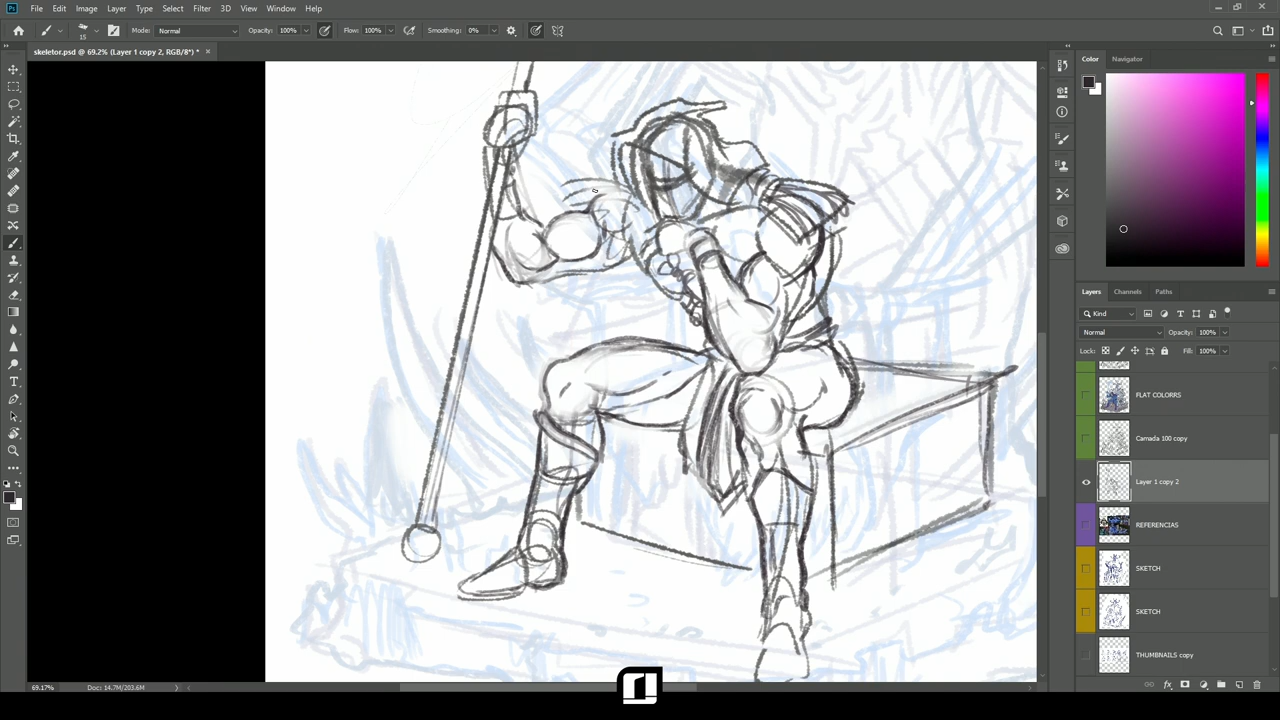 File Edit Image Layer Type Select Filter 3D View Window Help
15 Mode: Normal Opacity: 100% Flow: 100% Smoothing: 0%
skeletor.psd @ 69.2% (Layer 1 copy 2, RGB/8*) *
Color Navigator
Layers Channels Paths
Kind
Normal Opacity: 100%
Lock: Fill: 100%
FLAT COLORRS
Camada 100 copy
Layer 1 copy 2
REFERENCIAS
SKETCH
SKETCH
THUMBNAILS copy
69.17% Doc: 14.7M/203.6M